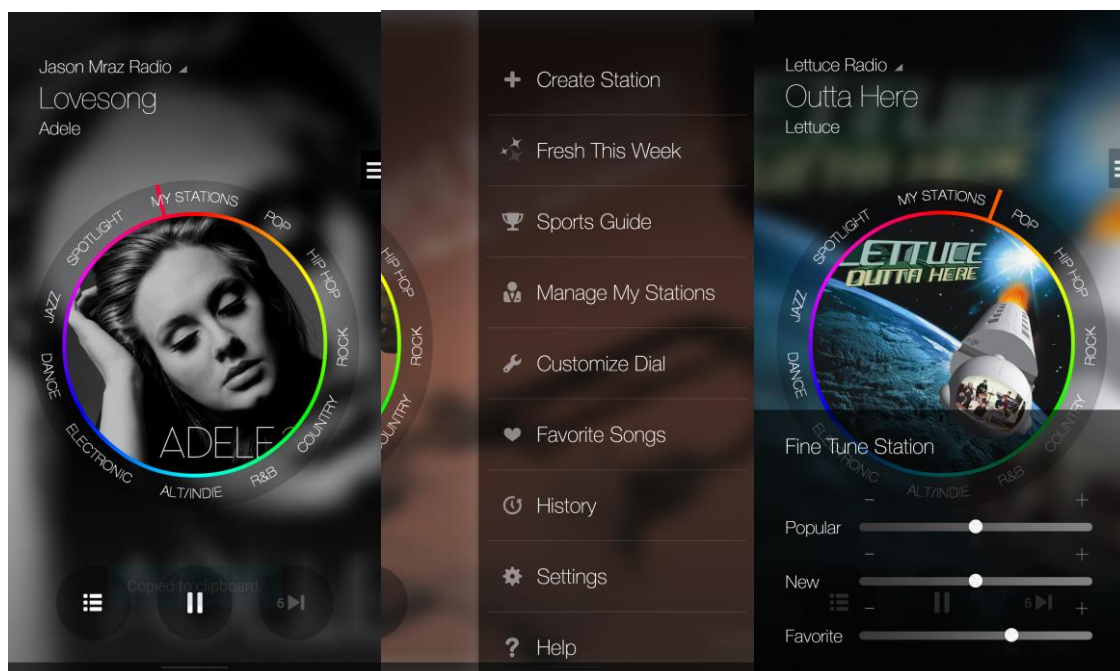 Jason Mraz Radio
Lovesong
Adele
MY STATIONS
POP
HIP HOP
ROCK
COUNTRY
R&B
ALT/INDIE
ELECTRONIC
DANCE
JAZZ
SPOTLIGHT
ADELE
Copied to clipboard.
6
HIP HOP
ROCK
COUNTRY
Create Station
Fresh This Week
Sports Guide
Manage My Stations
Customize Dial
Favorite Songs
History
Settings
Help
Lettuce Radio
Outta Here
Lettuce
MY STATIONS
POP
HIP HOP
ROCK
COUNTRY
R&B
ALT/INDIE
ELECTRONIC
DANCE
JAZZ
SPOTLIGHT
LETTUCE
OUTTA HERE
Fine Tune Station
− +
Popular
− +
New
6
− +
Favorite